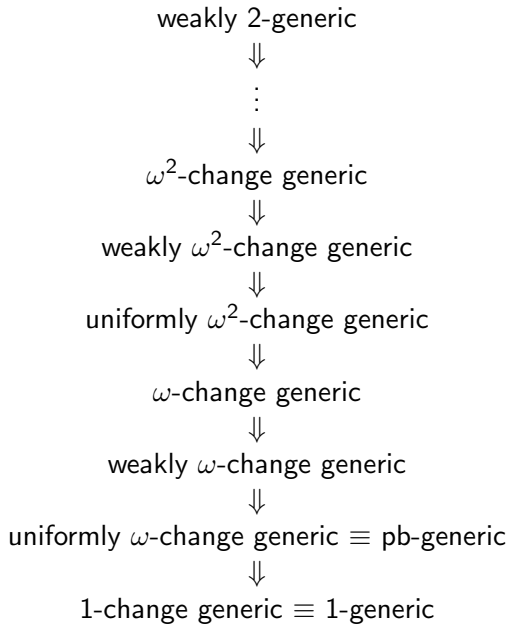 weakly 2-generic
⇓
⋮
⇓
ω²-change generic
⇓
weakly ω²-change generic
⇓
uniformly ω²-change generic
⇓
ω-change generic
⇓
weakly ω-change generic
⇓
uniformly ω-change generic ≡ pb-generic
⇓
1-change generic ≡ 1-generic